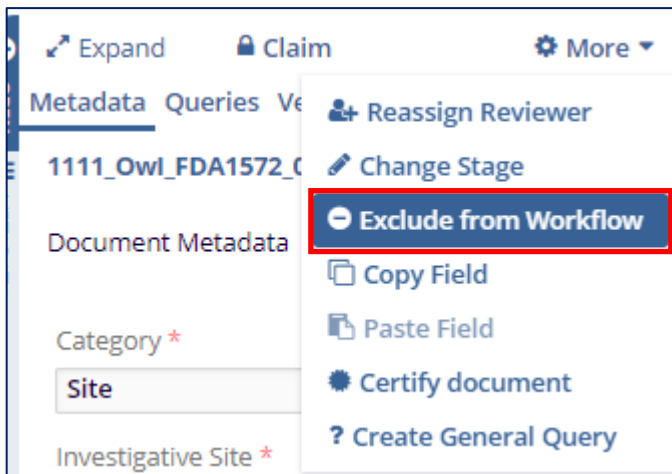 Expand Claim More
Metadata Queries
Reassign Reviewer
1111_Owl_FDA1572_
Change Stage
Exclude from Workflow
Document Metadata
Copy Field
Paste Field
Category *
Site
Certify document
Investigative Site *
? Create General Query